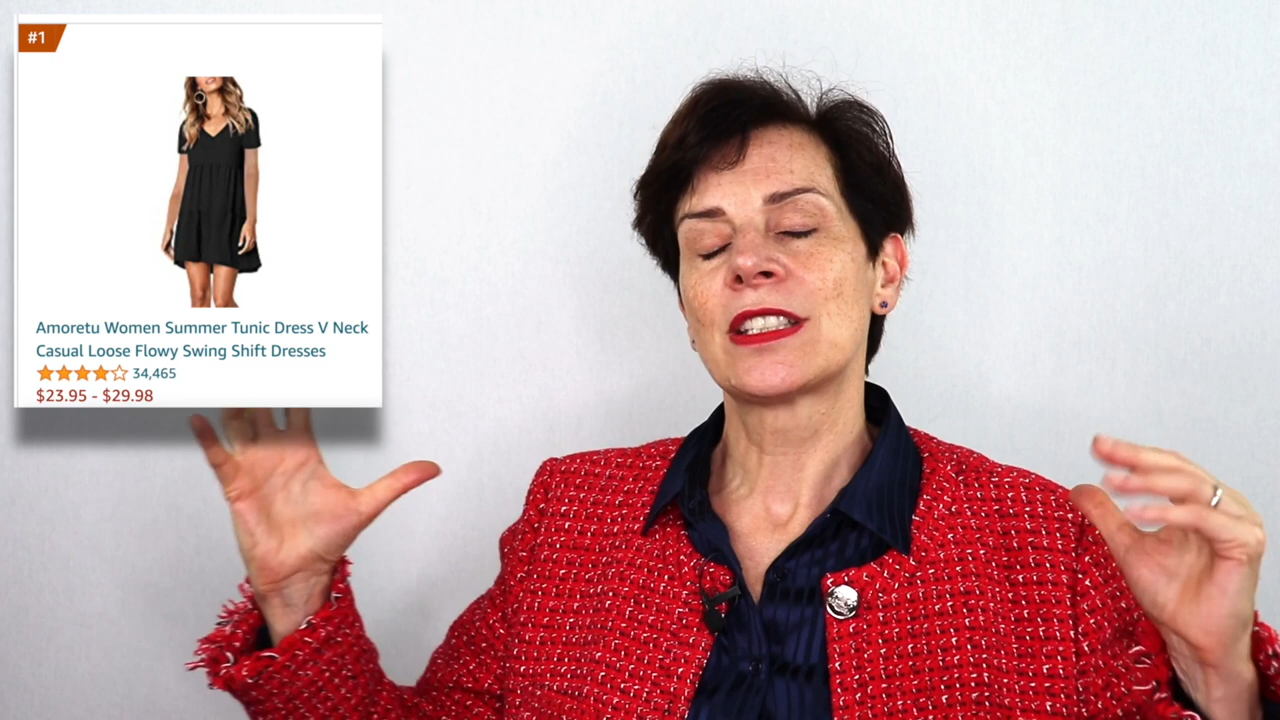 #1
Amoretu Women Summer Tunic Dress V Neck
Casual Loose Flowy Swing Shift Dresses
34,465
$23.95 - $29.98